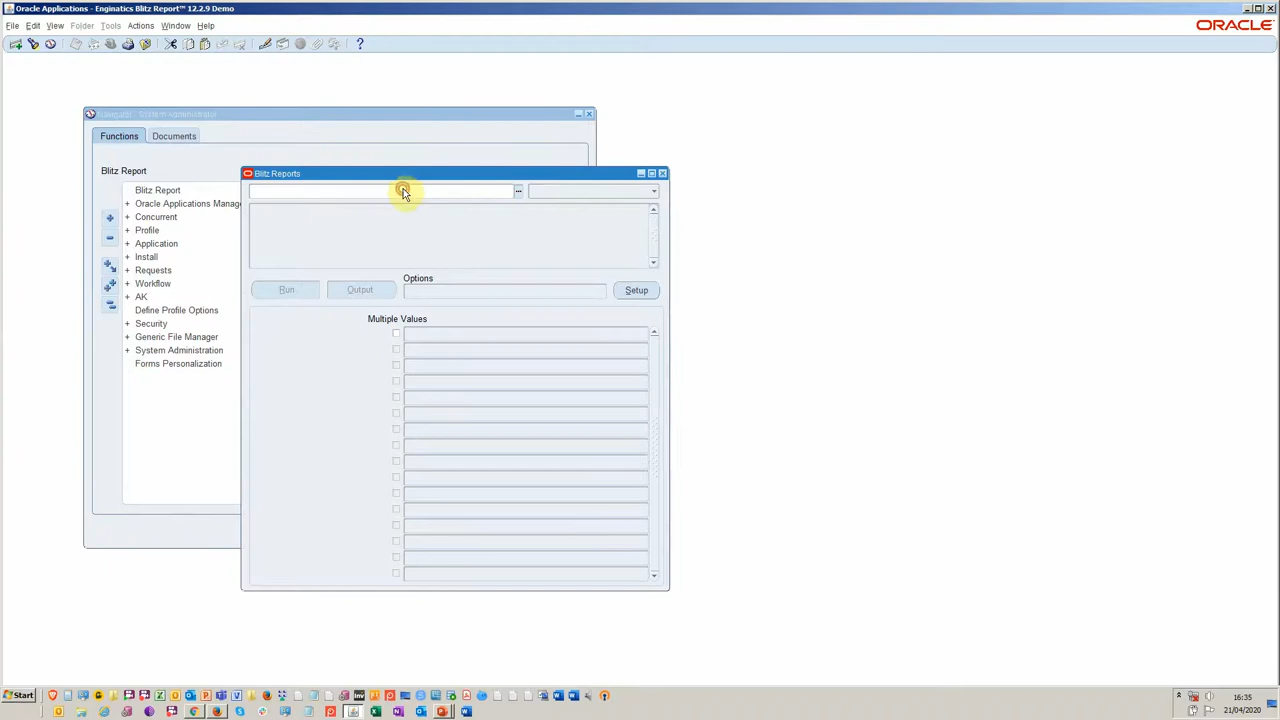 Oracle Applications - Enginatics Blitz Report™ 12.2.9 Demo
File Edit View Folder Tools Actions Window Help
ORACLE
Navigator - System Administrator
Functions Documents
Blitz Report
Blitz Report
+ Oracle Applications Manag
+ Concurrent
+ Profile
+ Application
+ Install
+ Requests
+ Workflow
+ AK
Define Profile Options
+ Security
+ Generic File Manager
+ System Administration
Forms Personalization
Blitz Reports
Run Output
Options
Setup
Multiple Values
Start
16:35
21/04/2020